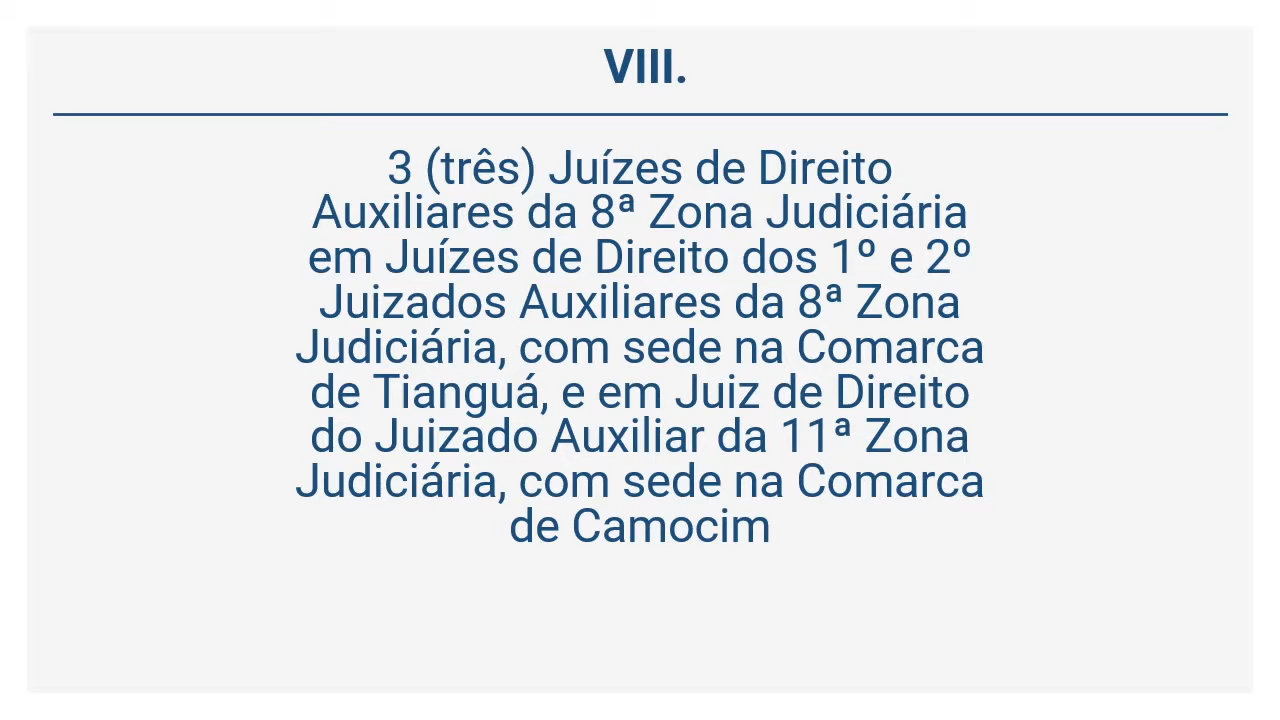 VIII.
3 (três) Juízes de Direito
Auxiliares da 8ª Zona Judiciária
em Juízes de Direito dos 1º e 2º
Juizados Auxiliares da 8ª Zona
Judiciária, com sede na Comarca
de Tianguá, e em Juiz de Direito
do Juizado Auxiliar da 11ª Zona
Judiciária, com sede na Comarca
de Camocim